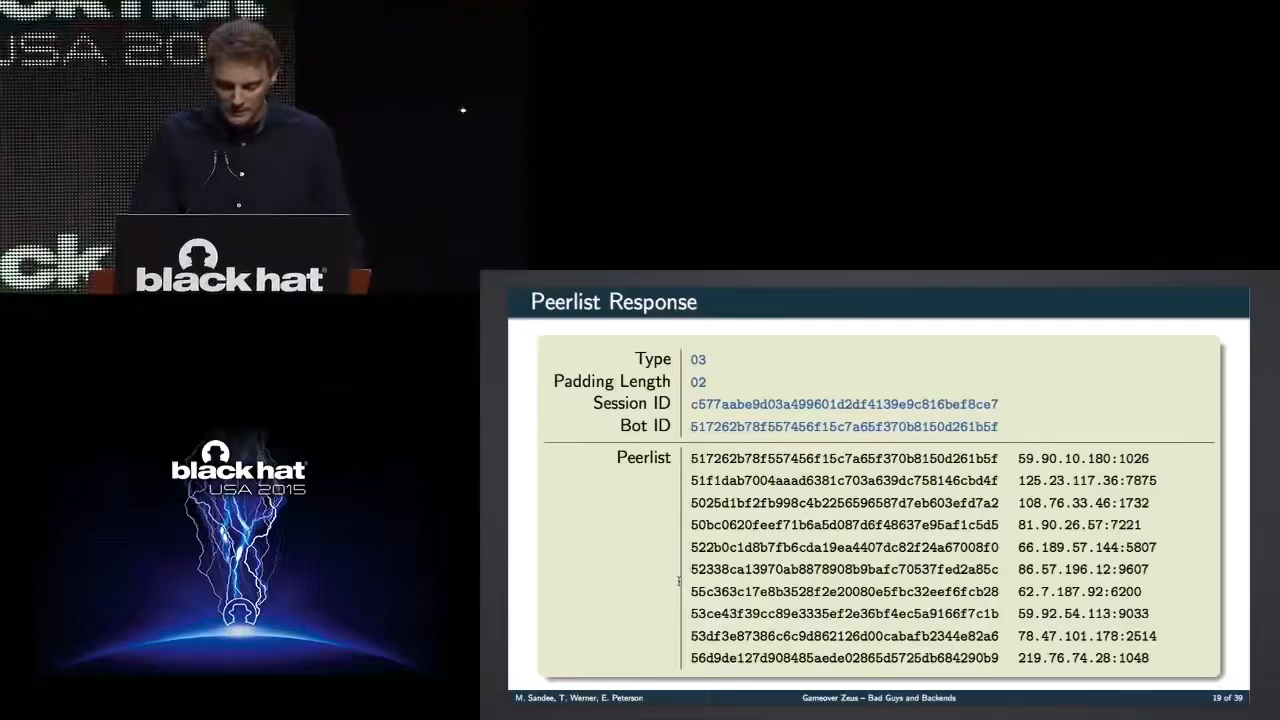 USA 20
black hat
black hat
USA 2015
Peerlist Response
Type 03
Padding Length 02
Session ID c577aabe9d03a499601d2df4139e9c816bef8ce7
Bot ID 517262b78f557456f15c7a65f370b8150d261b5f
Peerlist 517262b78f557456f15c7a65f370b8150d261b5f 59.90.10.180:1026
51f1dab7004aaad6381c703a639dc758146cbd4f 125.23.117.36:7875
5025d1bf2fb998c4b2256596587d7eb603efd7a2 108.76.33.46:1732
50bc0620feef71b6a5d087d6f48637e95af1c5d5 81.90.26.57:7221
522b0c1d8b7fb6cda19ea4407dc82f24a67008f0 66.189.57.144:5807
52338ca13970ab8878908b9bafc70537fed2a85c 86.57.196.12:9607
55c363c17e8b3528f2e20080e5fbc32eef6fcb28 62.7.187.92:6200
53ce43f39cc89e3335ef2e36bf4ec5a9166f7c1b 59.92.54.113:9033
53df3e87386c6c9d862126d00cabafb2344e82a6 78.47.101.178:2514
56d9de127d908485aede02865d5725db684290b9 219.76.74.28:1048
M. Sandee, T. Werner, E. Peterson Gameover Zeus – Bad Guys and Backends 19 of 39